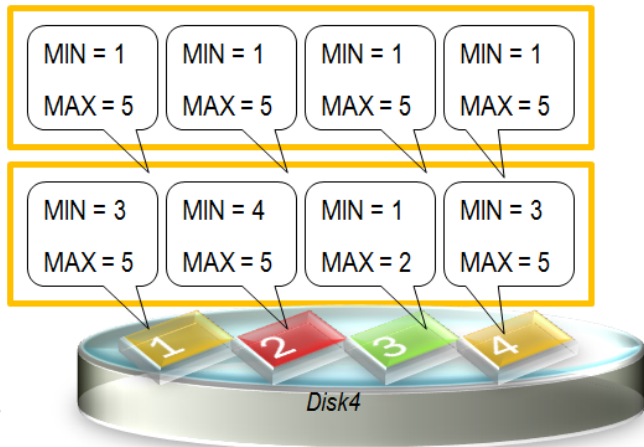 MIN = 1 MIN = 1 MIN = 1 MIN = 1
MAX = 5 MAX = 5 MAX = 5 MAX = 5
MIN = 3 MIN = 4 MIN = 1 MIN = 3
MAX = 5 MAX = 5 MAX = 2 MAX = 5
1 2 3 4
Disk4